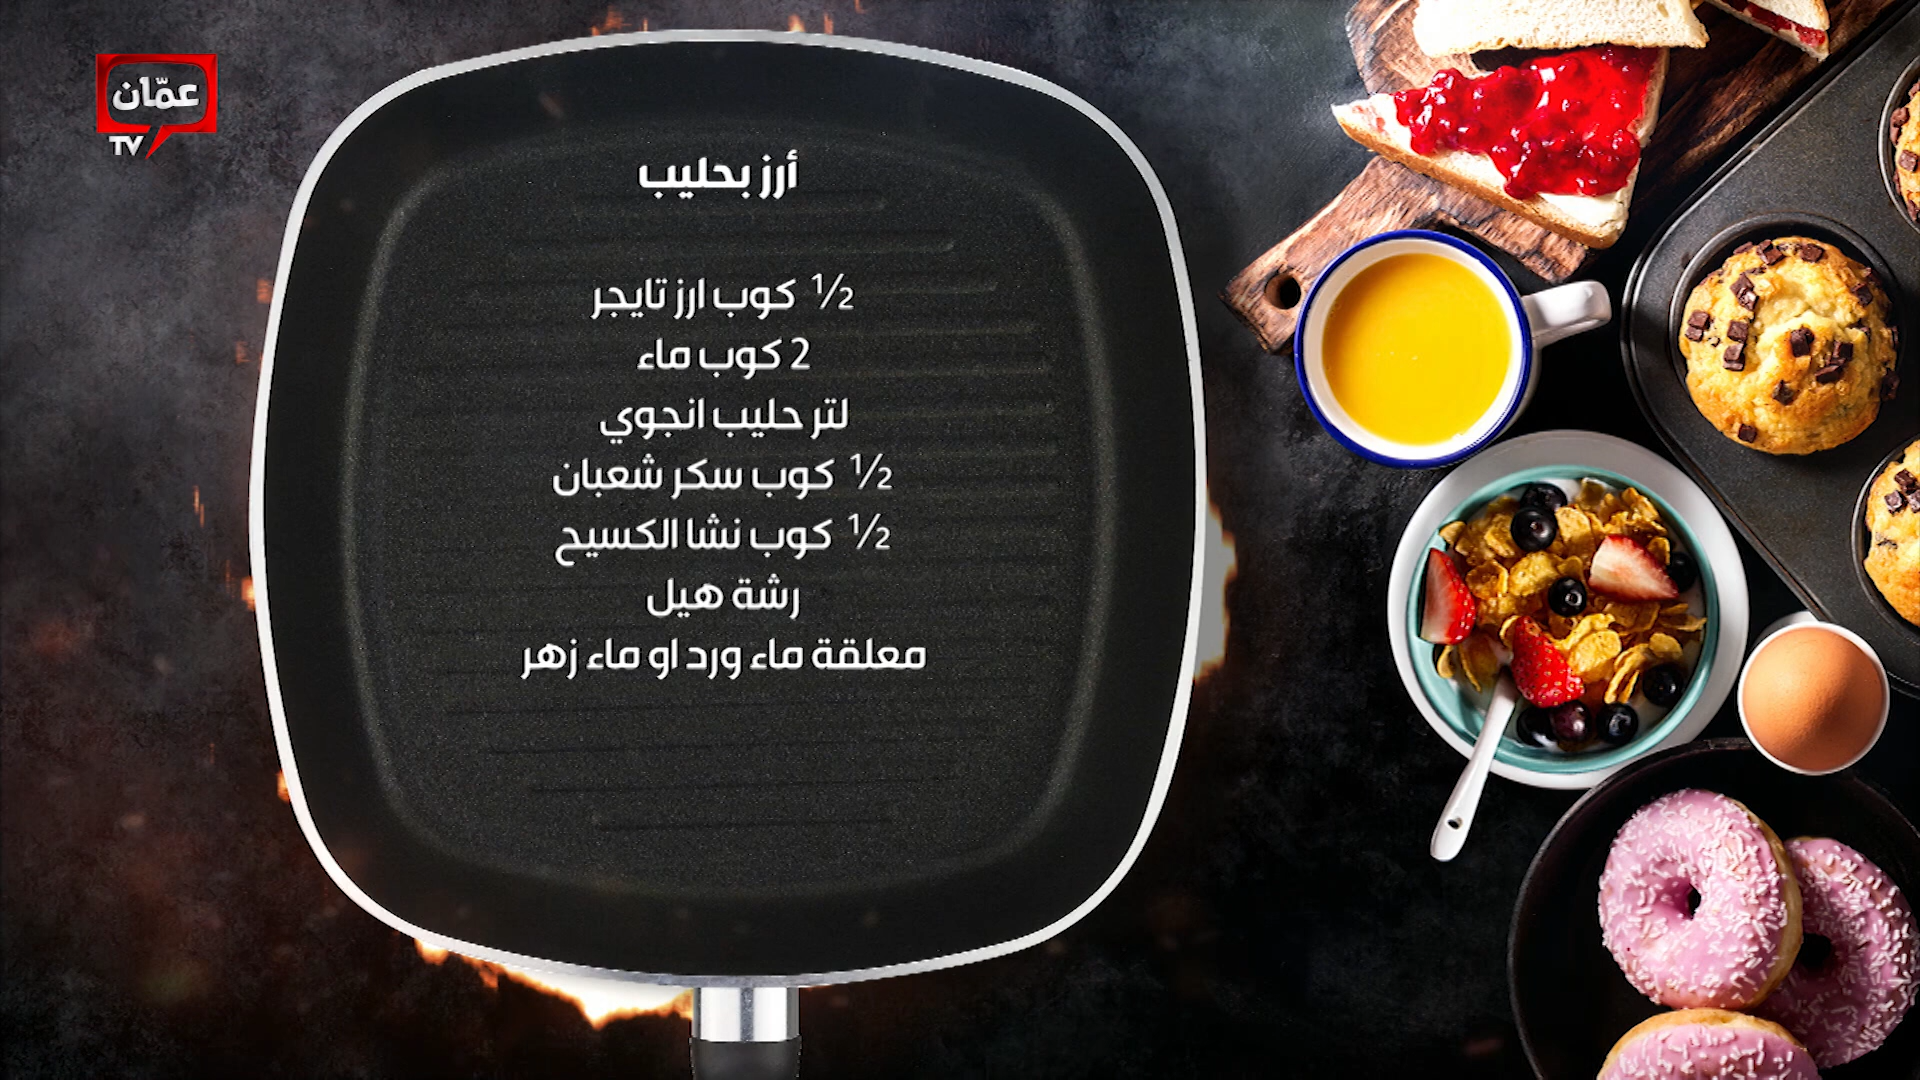 عمّان
TV
أرز بحليب
½ كوب ارز تايجر
2 كوب ماء
لتر حليب انجوي
½ كوب سكر شعبان
½ كوب نشا الكسيح
رشة هيل
معلقة ماء ورد او ماء زهر